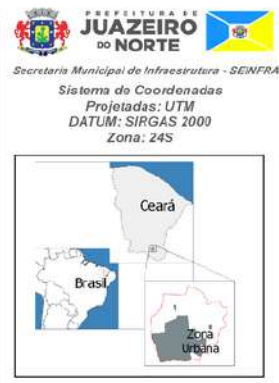 PREFEITURA DE
JUAZEIRO
DO NORTE
Secretaria Municipal de Infraestrutura - SEINFRA
Sistema de Coordenadas
Projetadas: UTM
DATUM: SIRGAS 2000
Zona: 24S
Ceará
Brasil
Zona
Urbana